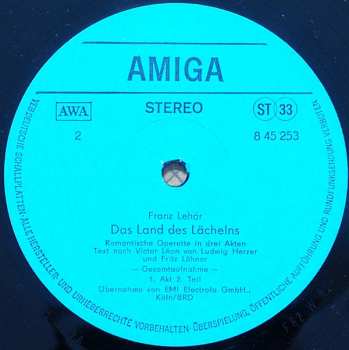 AMIGA
AWA
STEREO
ST 33
2
8 45 253
Franz Lehár
Das Land des Lächelns
Romantische Operette in drei Akten
Text nach Victor Léon von Ludwig Herzer
und Fritz Löhner
— Gesamtaufnahme —
1. Akt 2. Teil
Übernahme von EMI Electrola GmbH.,
Köln/BRD
VEB DEUTSCHE SCHALLPLATTEN • ALLE HERSTELLER- UND URHEBERRECHTE VORBEHALTEN • ÜBERSPIELUNG, ÖFFENTLICHE AUFFÜHRUNG UND RUNDFUNKSENDUNG VERBOTEN